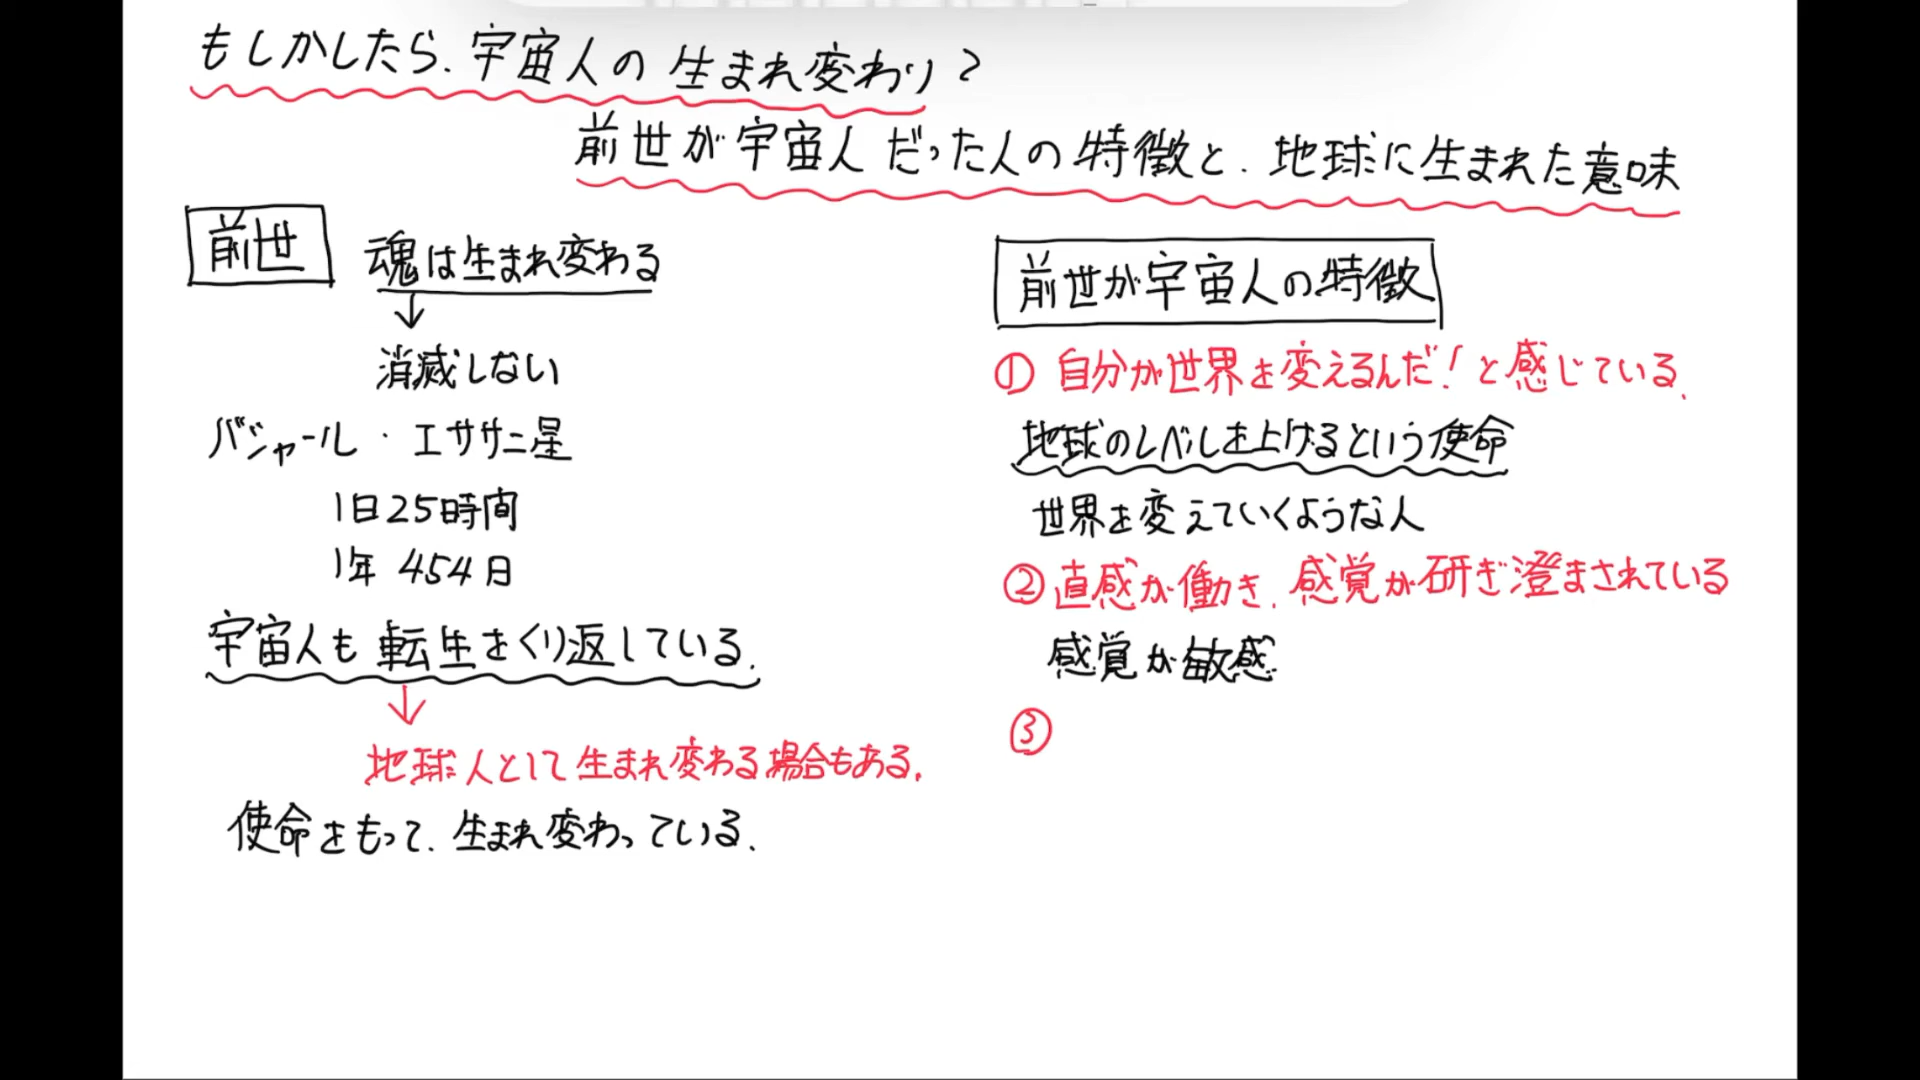 もしかしたら、宇宙人の生まれ変わり？
前世が宇宙人だった人の特徴と、地球に生まれた意味
前世
魂は生まれ変わる
↓
消滅しない
バシャール・エササニ星
1日25時間
1年 454日
宇宙人も転生をくり返している。
↓
地球人として生まれ変わる場合もある。
使命をもって、生まれ変わっている。
前世が宇宙人の特徴
① 自分が世界を変えるんだ！と感じている。
地球のレベルを上げるという使命
世界を変えていくような人
② 直感が働き、感覚が研ぎ澄まされている
感覚が敏感
③